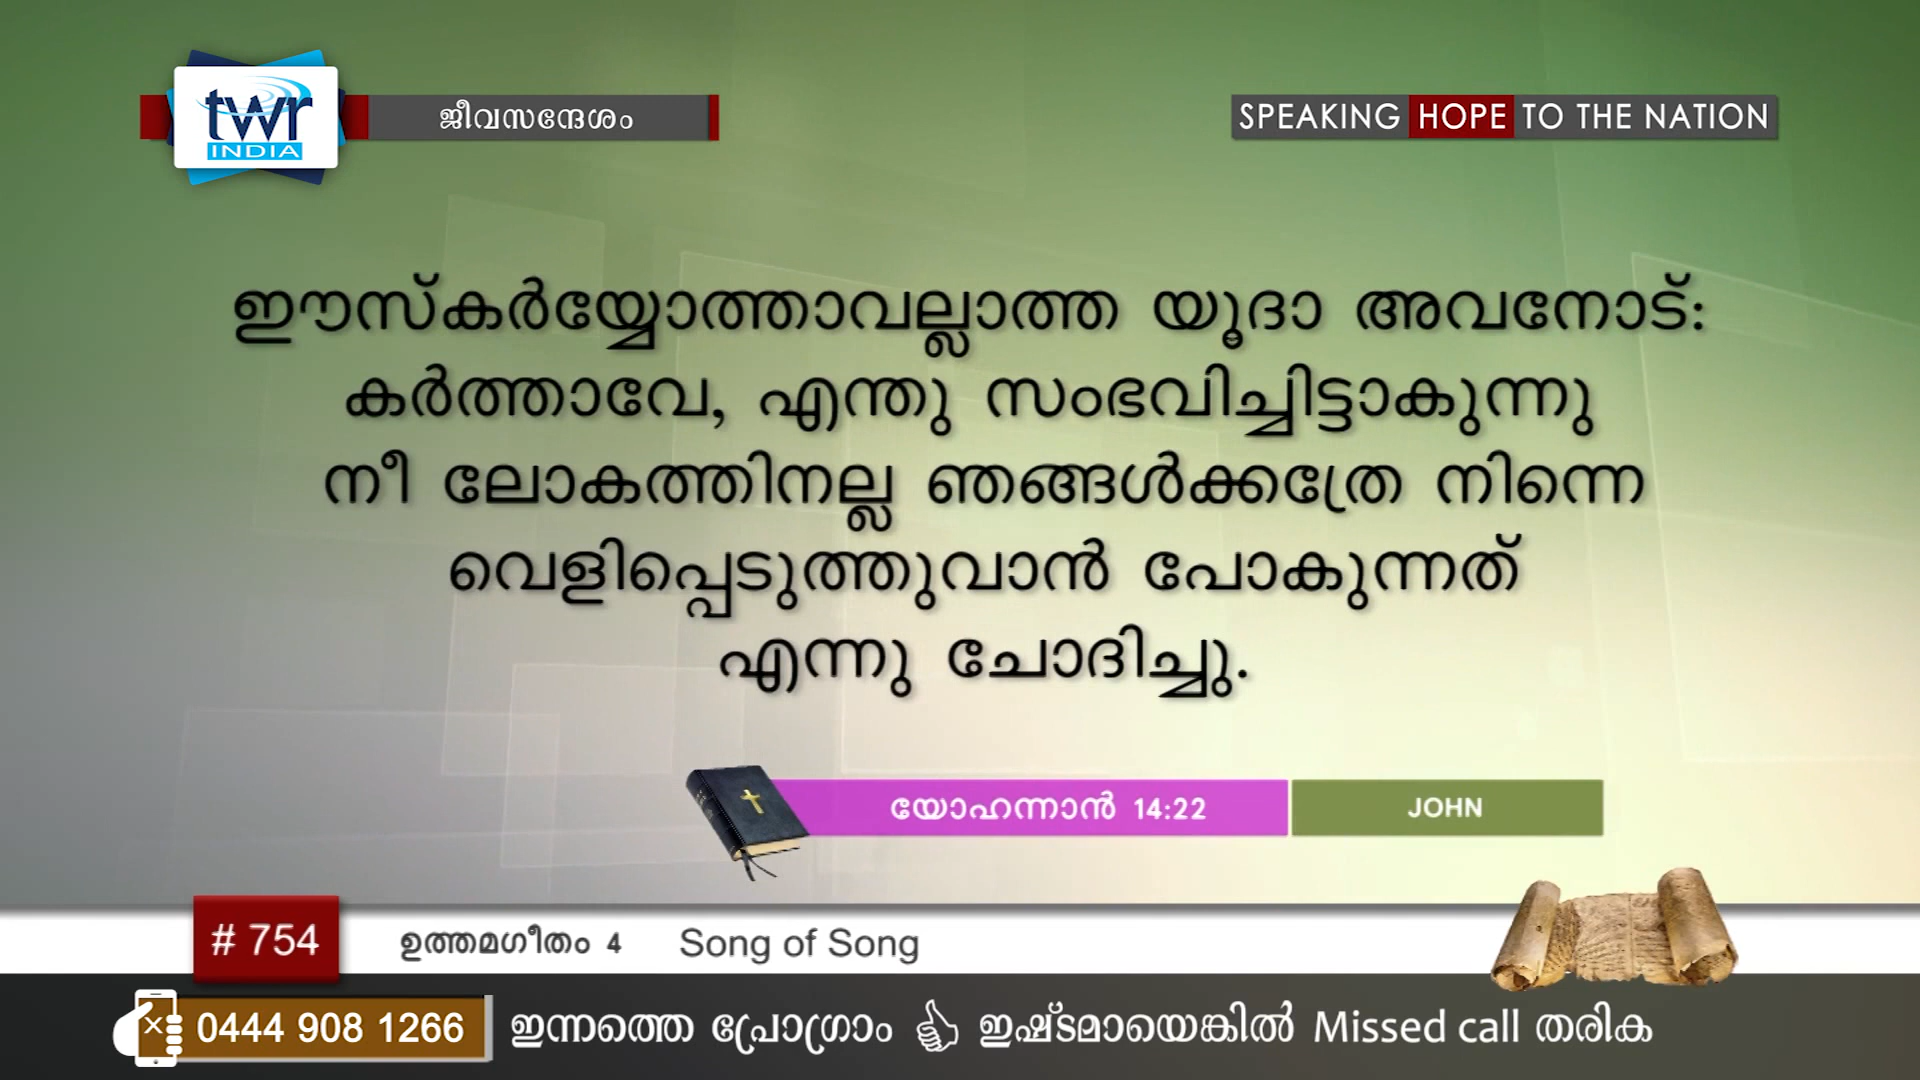 twr
INDIA
ജീവസന്ദേശം
SPEAKING HOPE TO THE NATION
ഈസ്കര്‍യ്യോത്താവല്ലാത്ത യൂദാ അവനോട്:
കർത്താവേ, എന്തു സംഭവിച്ചിട്ടാകുന്നു
നീ ലോകത്തിനല്ല ഞങ്ങൾക്കത്രേ നിന്നെ
വെളിപ്പെടുത്തുവാൻ പോകുന്നത്
എന്നു ചോദിച്ചു.
യോഹന്നാൻ 14:22 JOHN
# 754 ഉത്തമഗീതം 4 Song of Song
0444 908 1266 ഇന്നത്തെ പ്രോഗ്രാം ഇഷ്ടമായെങ്കിൽ Missed call തരിക